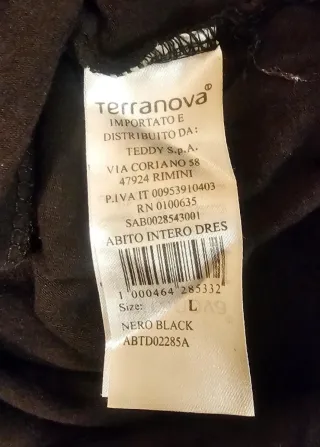 Terranova®
IMPORTATO E
DISTRIBUITO DA:
TEDDY S.p.A.
VIA CORIANO 58
47924 RIMINI
P.IVA IT 00953910403
RN 0100635
SAB0028543001
ABITO INTERO DRES
1 000464 285332
Size: L
NERO BLACK
ABTD02285A